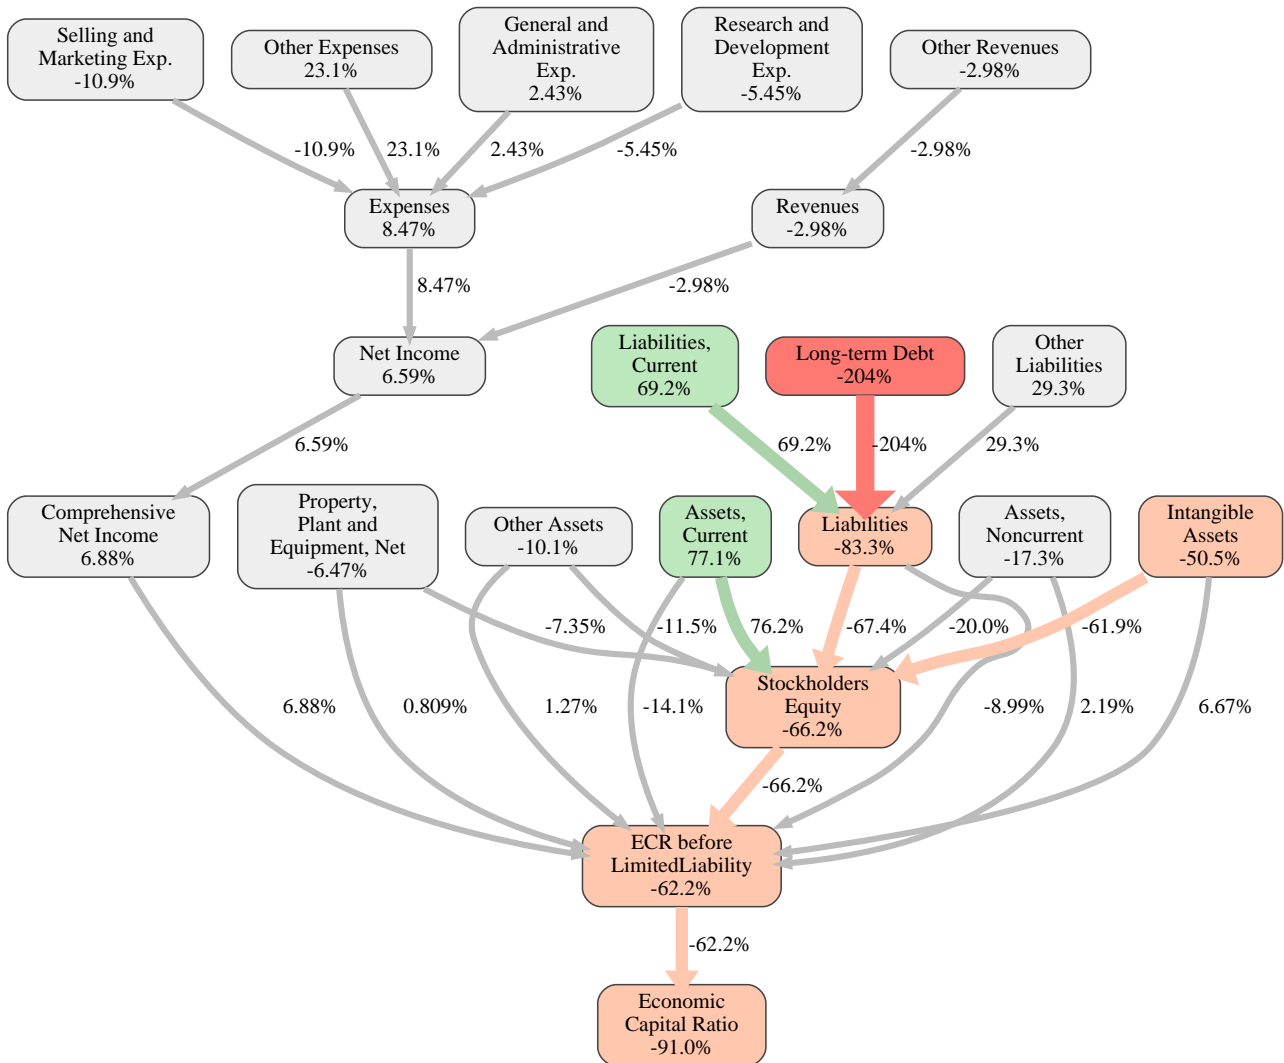 Selling and
Marketing Exp.
-10.9%
Other Expenses
23.1%
General and
Administrative
Exp.
2.43%
Research and
Development
Exp.
-5.45%
Other Revenues
-2.98%
-10.9%
23.1%
2.43%
-5.45%
-2.98%
Expenses
8.47%
Revenues
-2.98%
8.47%
-2.98%
Net Income
6.59%
Liabilities,
Current
69.2%
Long-term Debt
-204%
Other
Liabilities
29.3%
6.59%
69.2%
-204%
29.3%
Comprehensive
Net Income
6.88%
Property,
Plant and
Equipment, Net
-6.47%
Other Assets
-10.1%
Assets,
Current
77.1%
Liabilities
-83.3%
Assets,
Noncurrent
-17.3%
Intangible
Assets
-50.5%
-7.35%
-11.5%
76.2%
-67.4%
-20.0%
-61.9%
Stockholders
Equity
-66.2%
6.88%
0.809%
1.27%
-14.1%
-8.99%
2.19%
6.67%
-66.2%
ECR before
LimitedLiability
-62.2%
-62.2%
Economic
Capital Ratio
-91.0%